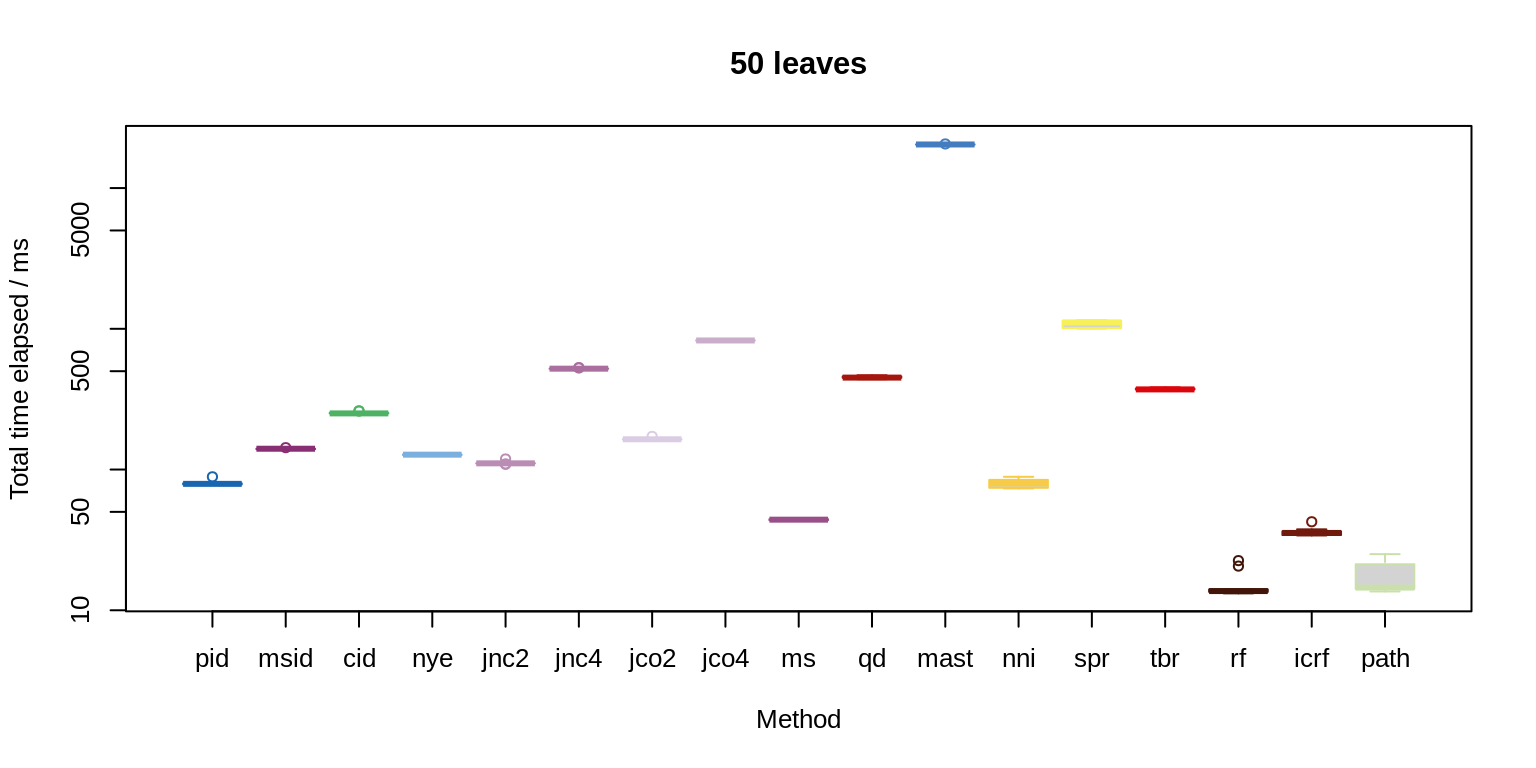 50 leaves
Total time elapsed / ms
5000
500
50
10
pid msid cid nye jnc2 jnc4 jco2 jco4 ms qd mast nni spr tbr rf icrf path
Method